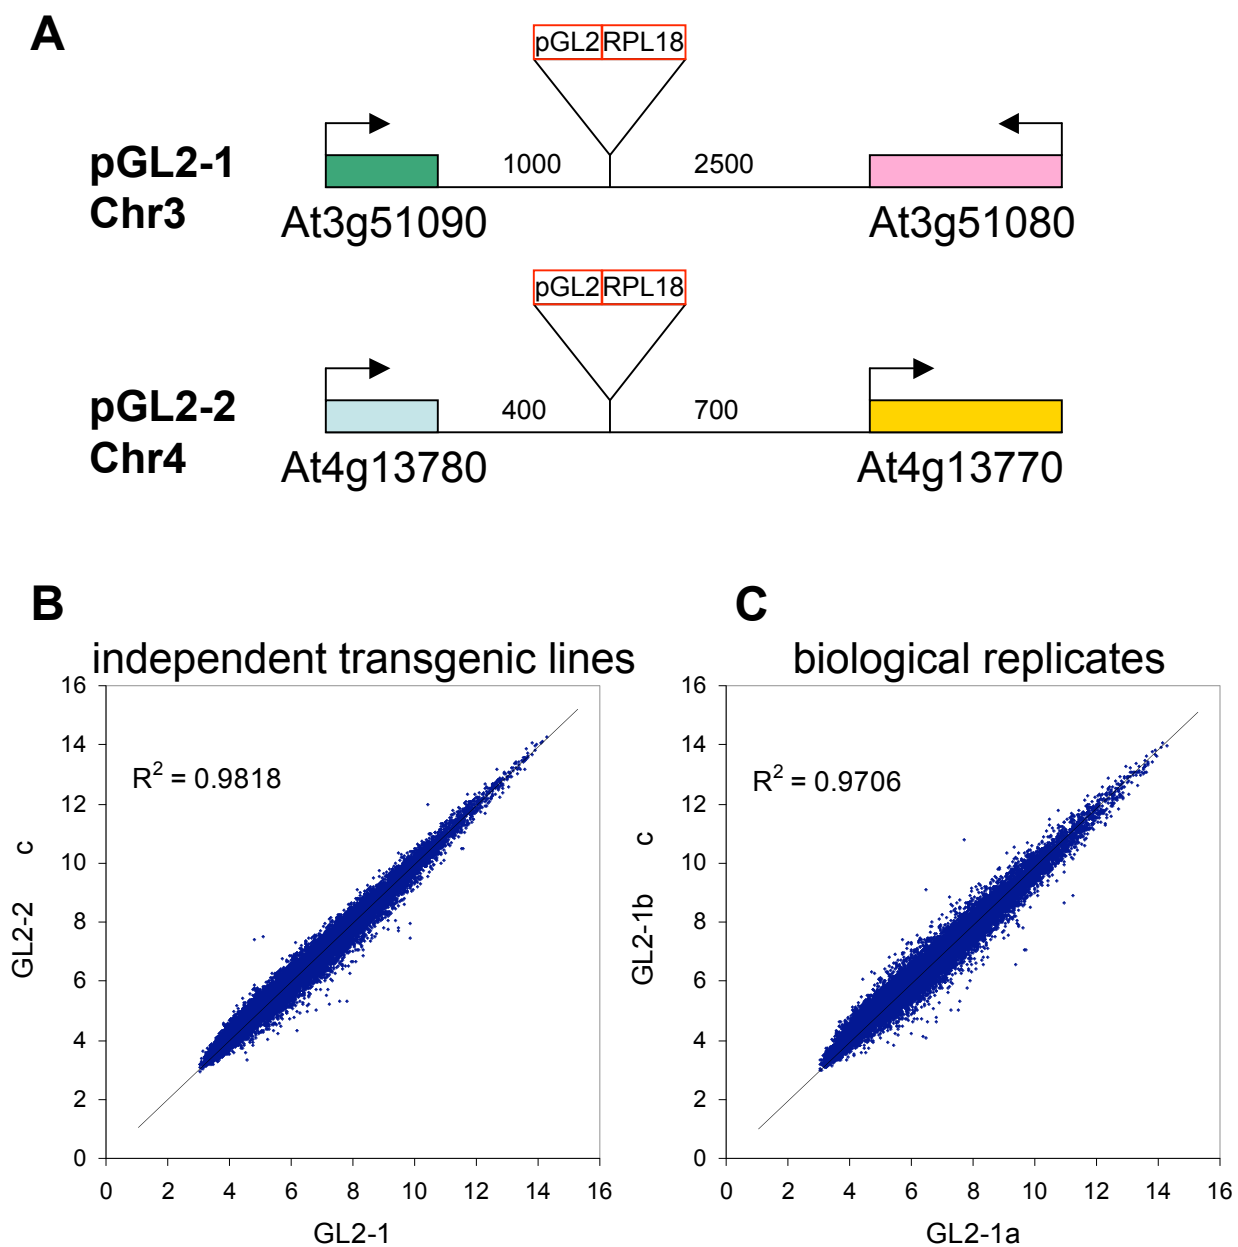 A
pGL2 RPL18
pGL2-1
Chr3
1000
2500
At3g51090
At3g51080
pGL2 RPL18
pGL2-2
Chr4
400
700
At4g13780
At4g13770
B
independent transgenic lines
R² = 0.9818
16
14
12
10
8
6
4
2
0
0 2 4 6 8 10 12 14 16
GL2-2 c
GL2-1
C
biological replicates
R² = 0.9706
16
14
12
10
8
6
4
2
0
0 2 4 6 8 10 12 14 16
GL2-1b c
GL2-1a